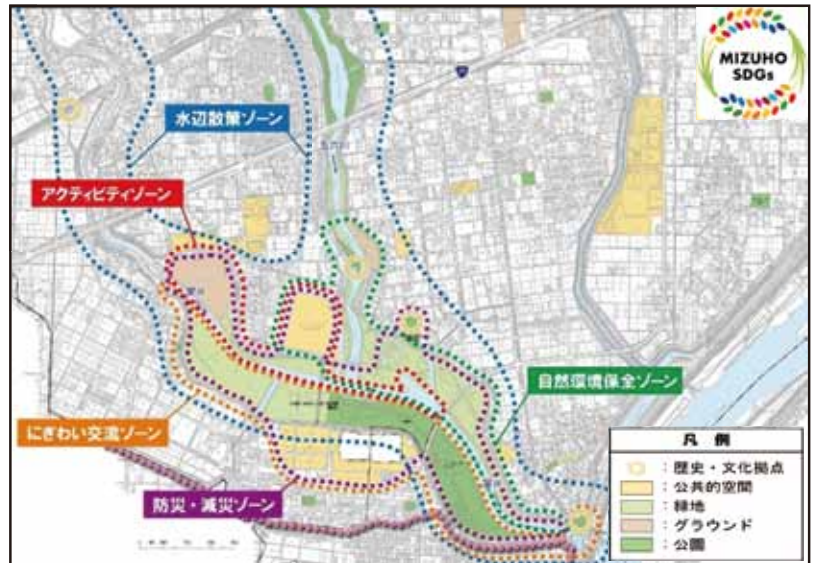 MIZUHO
SDGs
水辺散策ゾーン
アクティビティゾーン
自然環境保全ゾーン
にぎわい交流ゾーン
防災・減災ゾーン
凡例
：歴史・文化拠点
：公共的空間
：緑地
：グラウンド
：公園